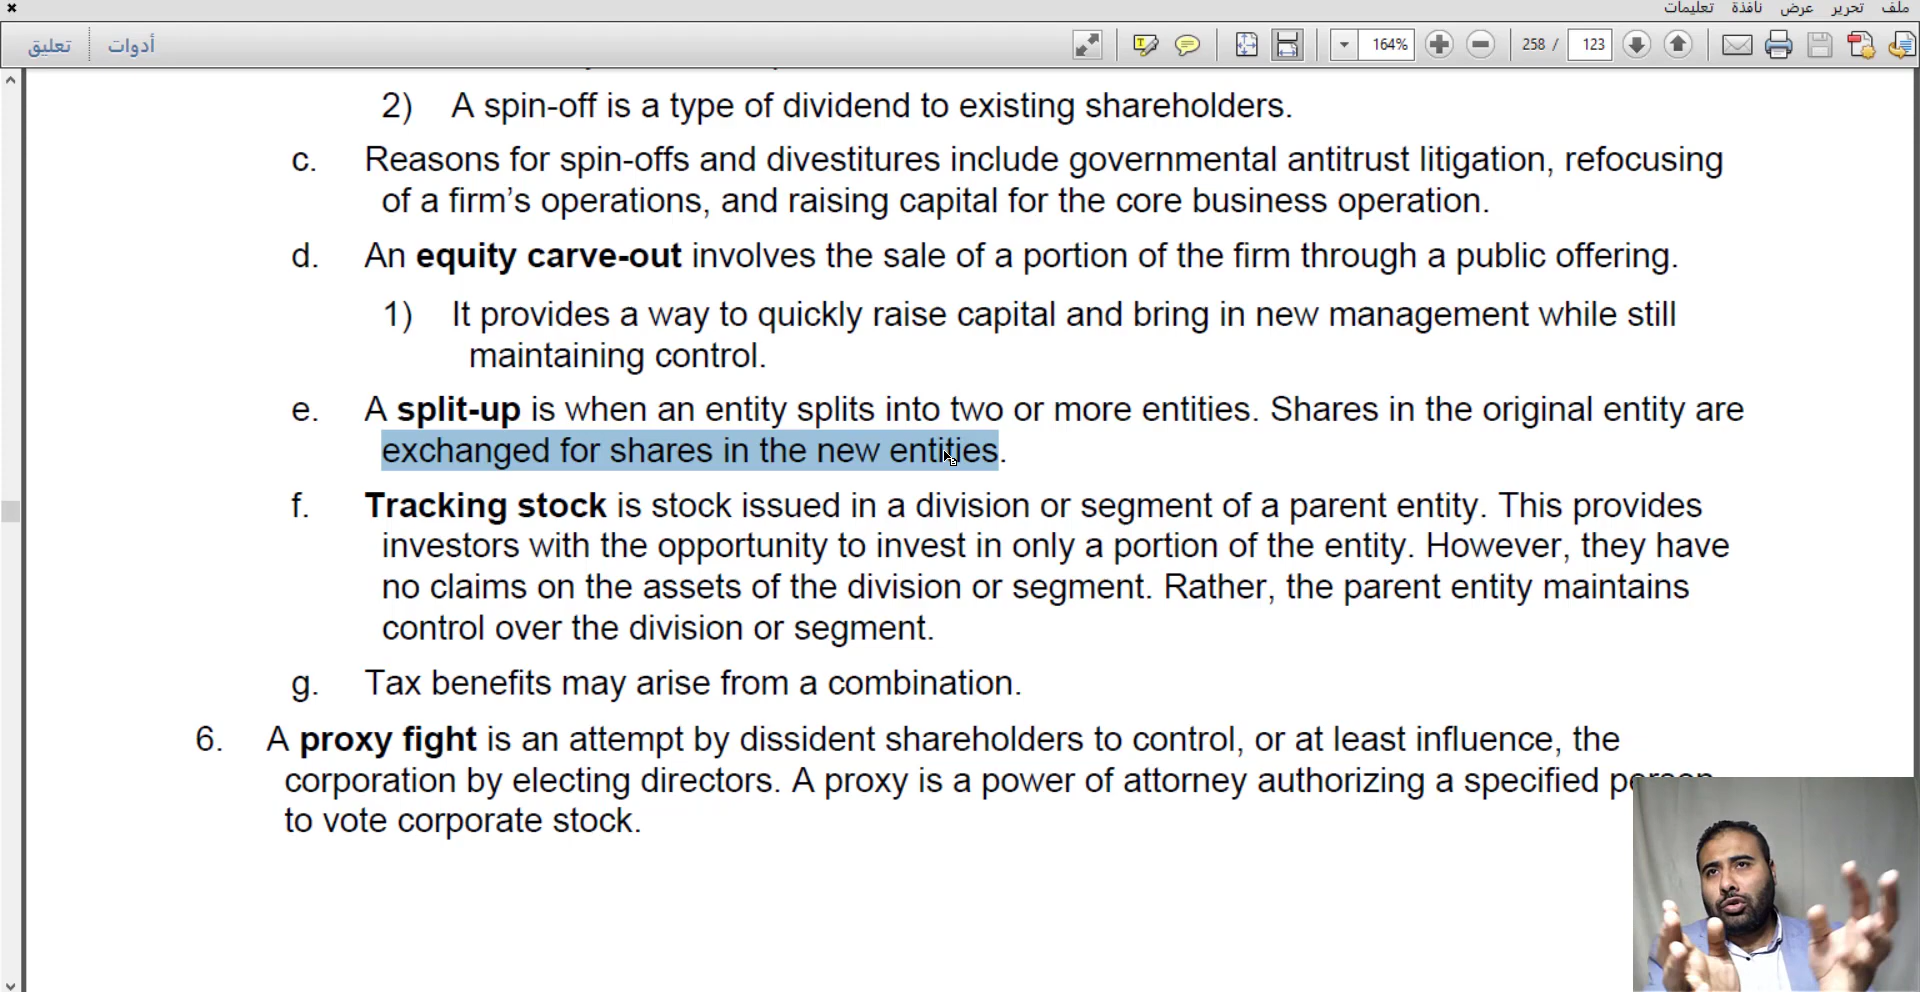 ملف تحرير عرض نافذة تعليمات
تعليق أدوات 164% 258 / 123
2) A spin-off is a type of dividend to existing shareholders.
c. Reasons for spin-offs and divestitures include governmental antitrust litigation, refocusing
of a firm’s operations, and raising capital for the core business operation.
d. An equity carve-out involves the sale of a portion of the firm through a public offering.
1) It provides a way to quickly raise capital and bring in new management while still
maintaining control.
e. A split-up is when an entity splits into two or more entities. Shares in the original entity are
exchanged for shares in the new entities.
f. Tracking stock is stock issued in a division or segment of a parent entity. This provides
investors with the opportunity to invest in only a portion of the entity. However, they have
no claims on the assets of the division or segment. Rather, the parent entity maintains
control over the division or segment.
g. Tax benefits may arise from a combination.
6. A proxy fight is an attempt by dissident shareholders to control, or at least influence, the
corporation by electing directors. A proxy is a power of attorney authorizing a specified person
to vote corporate stock.